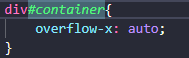 div#container{
    overflow-x: auto;
}